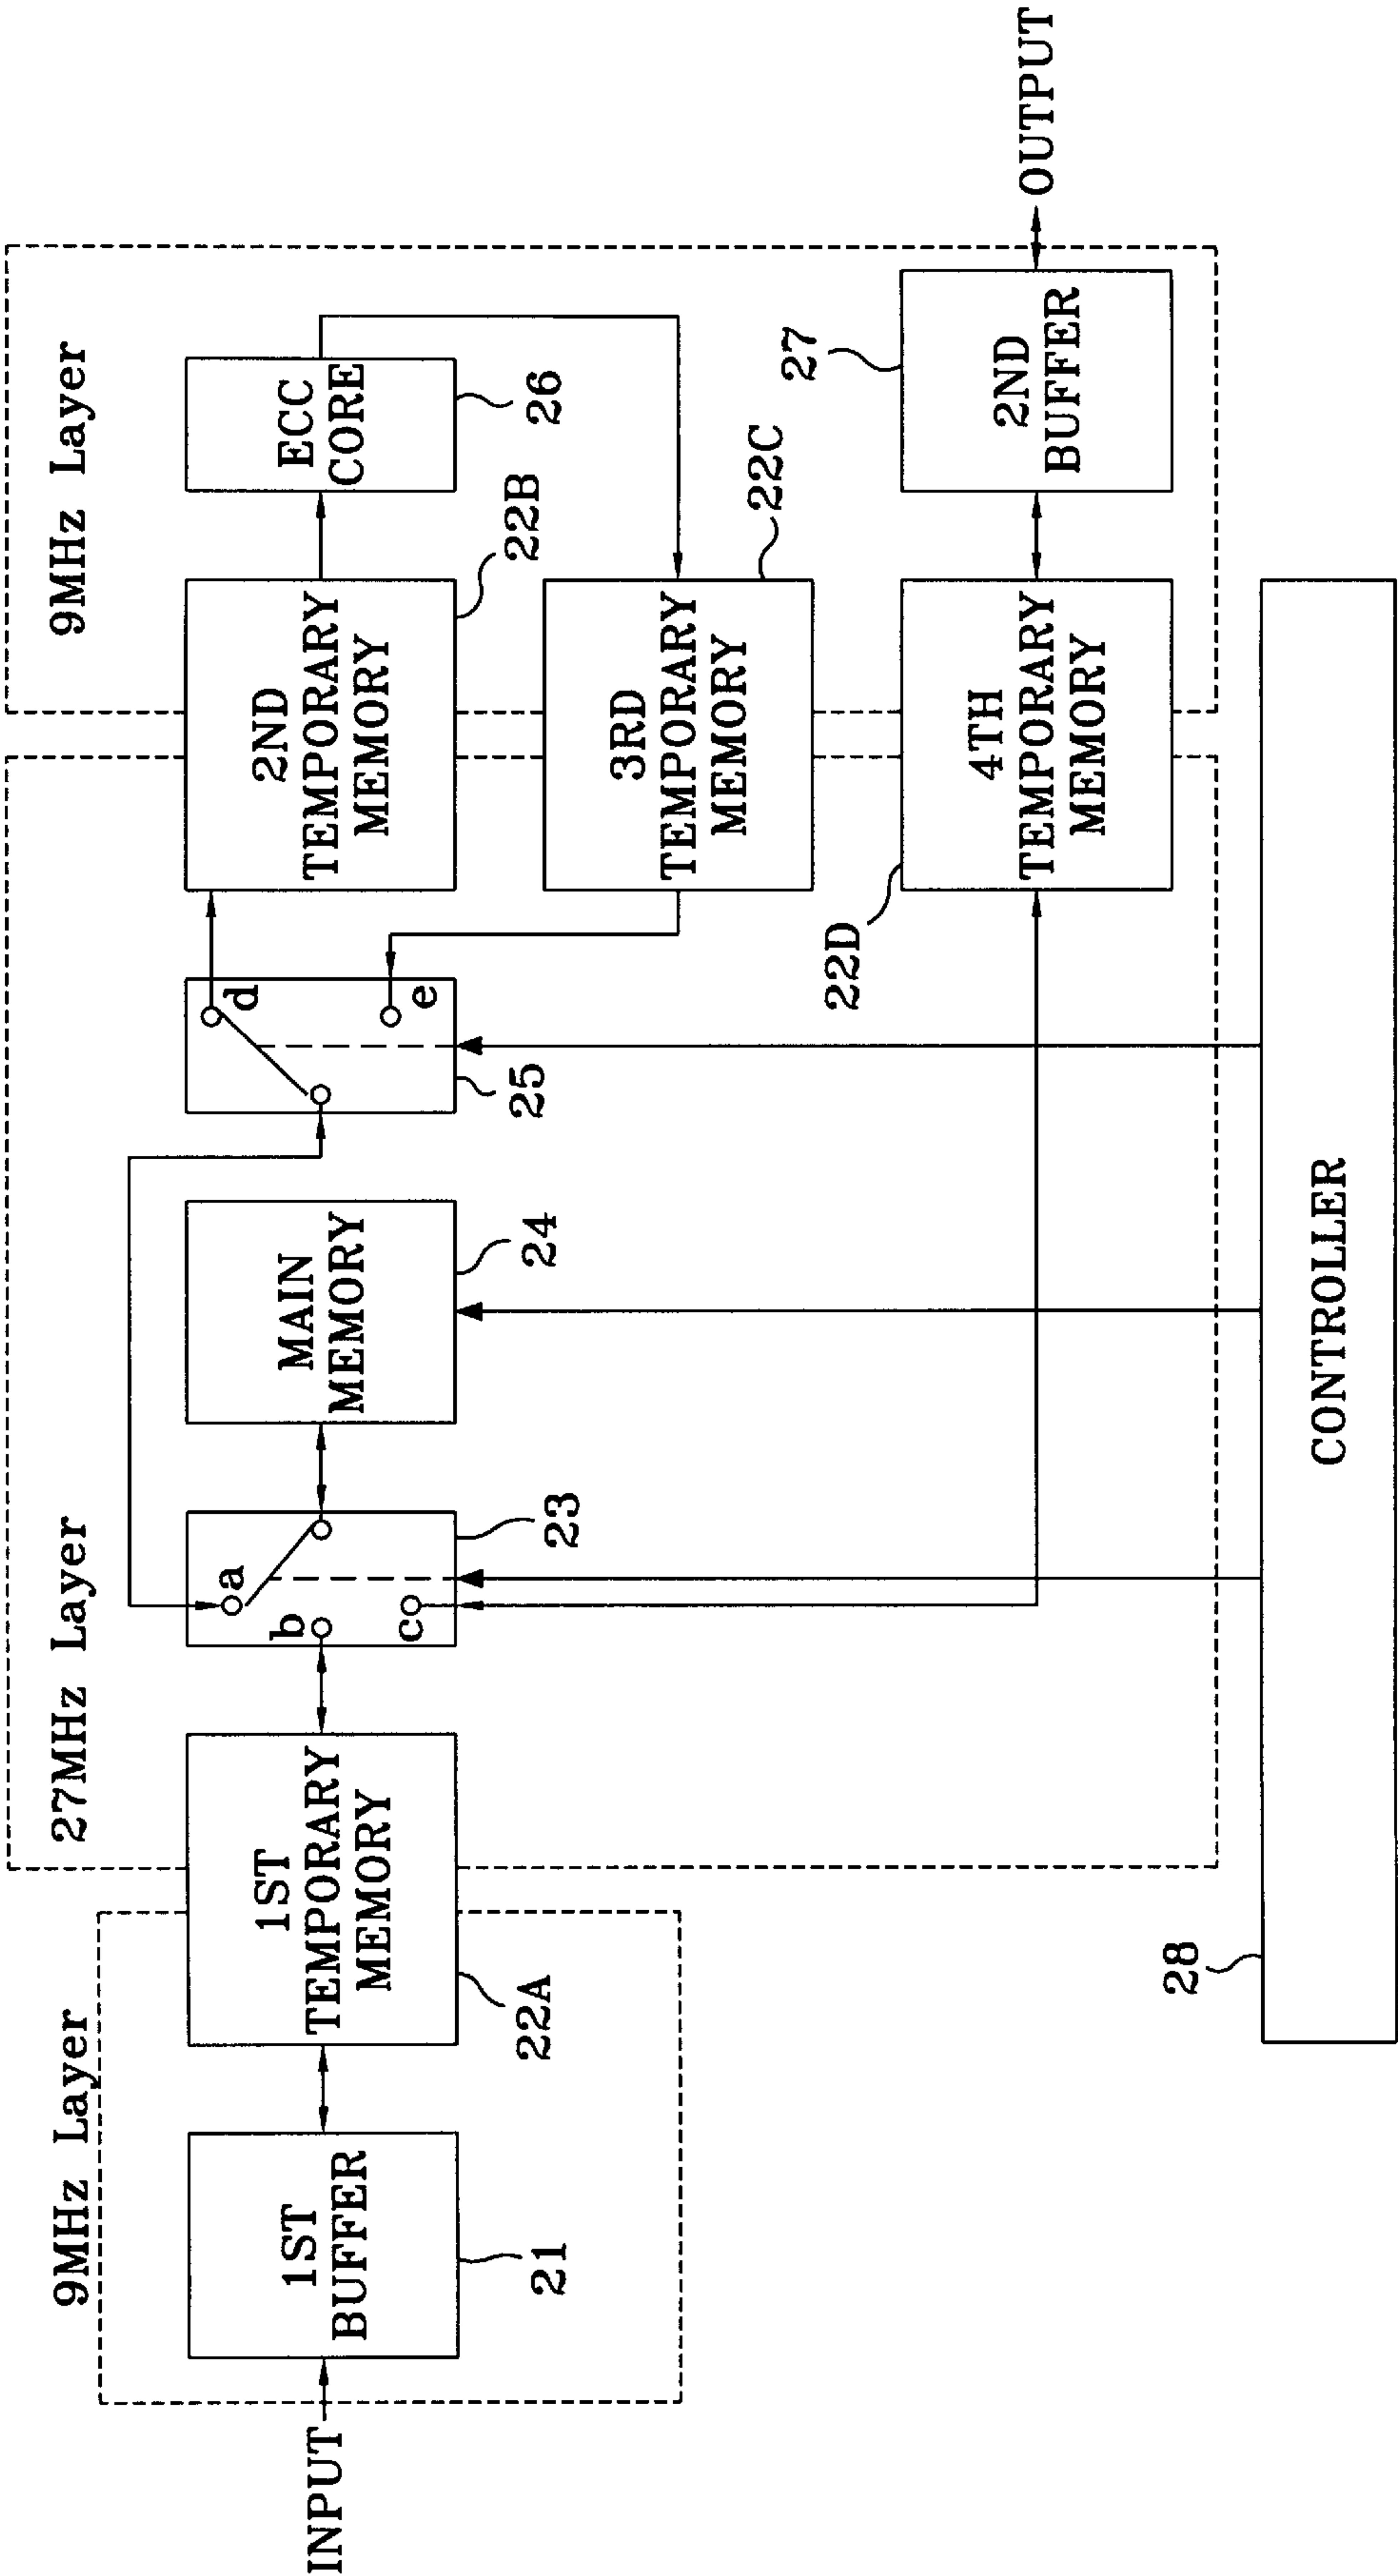 9MHz Layer
27MHz Layer
9MHz Layer
INPUT
1ST
BUFFER
21
1ST
TEMPORARY
MEMORY
22A
a
b
c
23
MAIN
MEMORY
24
d
e
25
2ND
TEMPORARY
MEMORY
22B
ECC
CORE
26
3RD
TEMPORARY
MEMORY
22C
4TH
TEMPORARY
MEMORY
22D
2ND
BUFFER
27
OUTPUT
CONTROLLER
28